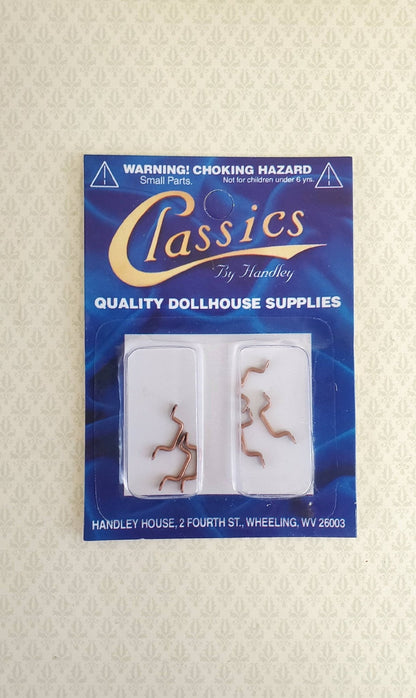 WARNING! CHOKING HAZARD
Small Parts. Not for children under 6 yrs.
Classics
By Handley
QUALITY DOLLHOUSE SUPPLIES
HANDLEY HOUSE, 2 FOURTH ST., WHEELING, WV 26003